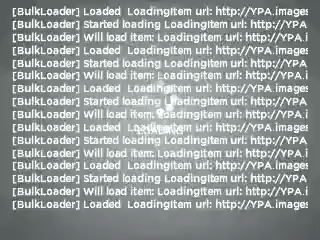 [BulkLoader] Loaded LoadingItem url: http://YPA.images
[BulkLoader] Started loading LoadingItem url: http://YPA
[BulkLoader] Will load item: LoadingItem url: http://YPA.i
[BulkLoader] Loaded LoadingItem url: http://YPA.images
[BulkLoader] Started loading LoadingItem url: http://YPA
[BulkLoader] Will load item: LoadingItem url: http://YPA.i
[BulkLoader] Loaded LoadingItem url: http://YPA.images
[BulkLoader] Started loading LoadingItem url: http://YPA
[BulkLoader] Will load item: LoadingItem url: http://YPA.i
[BulkLoader] Loaded LoadingItem url: http://YPA.images
[BulkLoader] Started loading LoadingItem url: http://YPA
[BulkLoader] Will load item: LoadingItem url: http://YPA.i
[BulkLoader] Loaded LoadingItem url: http://YPA.images
[BulkLoader] Started loading LoadingItem url: http://YPA
[BulkLoader] Will load item: LoadingItem url: http://YPA.i
[BulkLoader] Loaded LoadingItem url: http://YPA.images